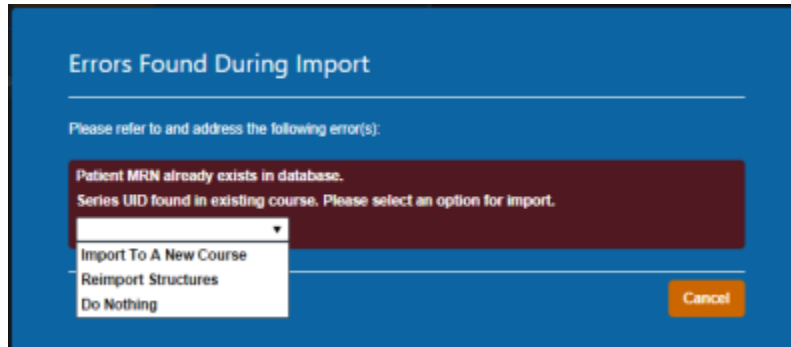 Errors Found During Import
Please refer to and address the following error(s):
Patient MRN already exists in database.
Series UID found in existing course. Please select an option for import.
Import To A New Course
Reimport Structures
Do Nothing
Cancel